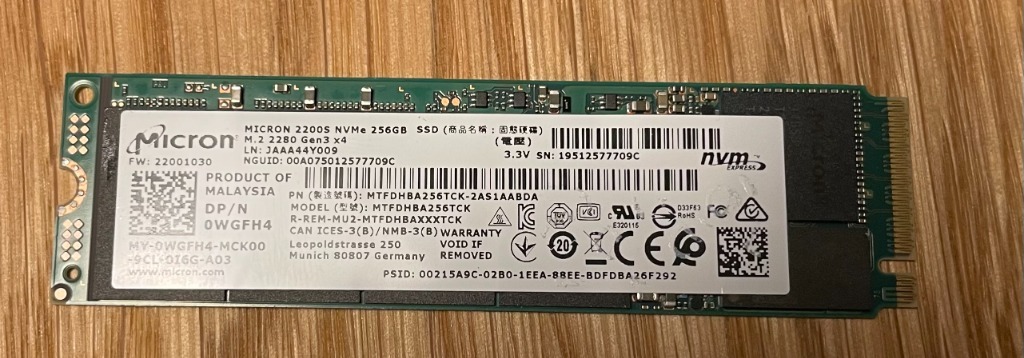 Micron
MICRON 2200S NVMe 256GB SSD (商品名稱：固態硬碟)
M.2 2280 Gen3 x4
(電壓)
LN: JAAA44Y009
3.3V SN: 19512577709C
FW: 22001030
NGUID: 00A075012577709C
nvm
EXPRESS
PRODUCT OF
MALAYSIA
DP/N
0WGFH4
MY-0WGFH4-MCK00
-9CL-0I6G-A03
www.micron.com
PN (製造號碼): MTFDHBA256TCK-2AS1AABDA
MODEL (型號): MTFDHBA256TCK
R-REM-MU2-MTFDHBAXXXTCK
CAN ICES-3(B)/NMB-3(B)
Leopoldstrasse 250
Munich 80807 Germany
WARRANTY
VOID IF
REMOVED
E320116
D33F63
RoHS
FC
20
CE
PSID: 00215A9C-02B0-1EEA-88EE-BDFDBA26F292